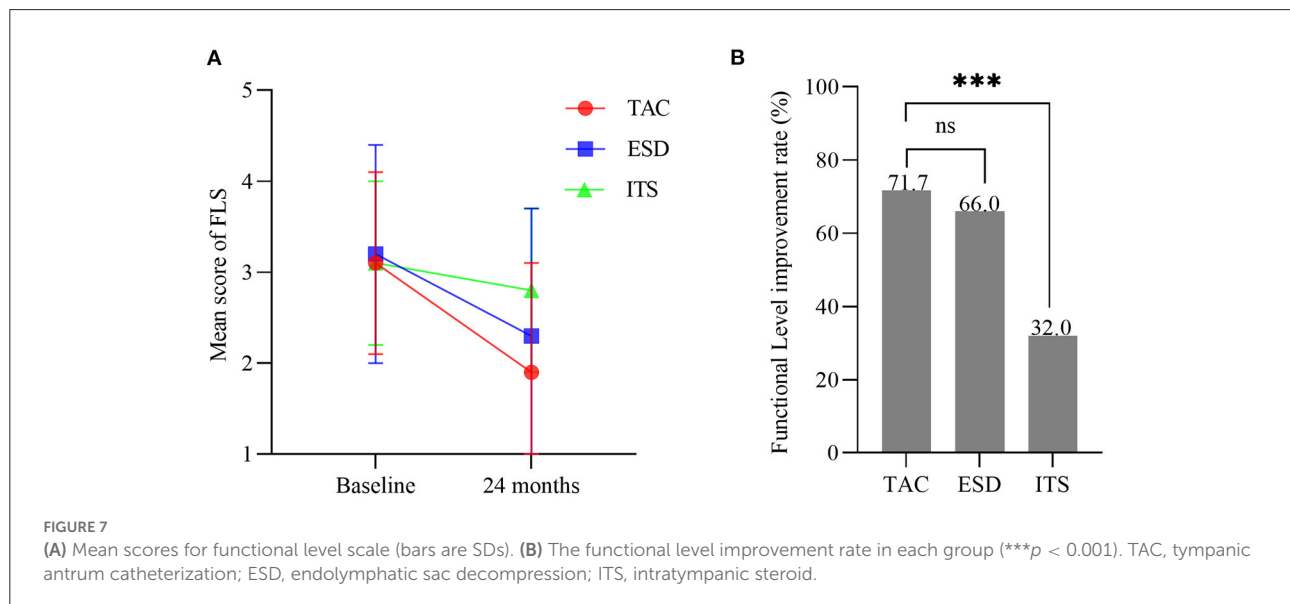 A
Mean score of FLS
5
4
3
2
1
Baseline 24 months
TAC
ESD
ITS
B
Functional Level improvement rate (%)
100
80
60
40
20
0
***
ns
71.7
66.0
32.0
TAC ESD ITS
FIGURE 7
(A) Mean scores for functional level scale (bars are SDs). (B) The functional level improvement rate in each group (***p < 0.001). TAC, tympanic
antrum catheterization; ESD, endolymphatic sac decompression; ITS, intratympanic steroid.